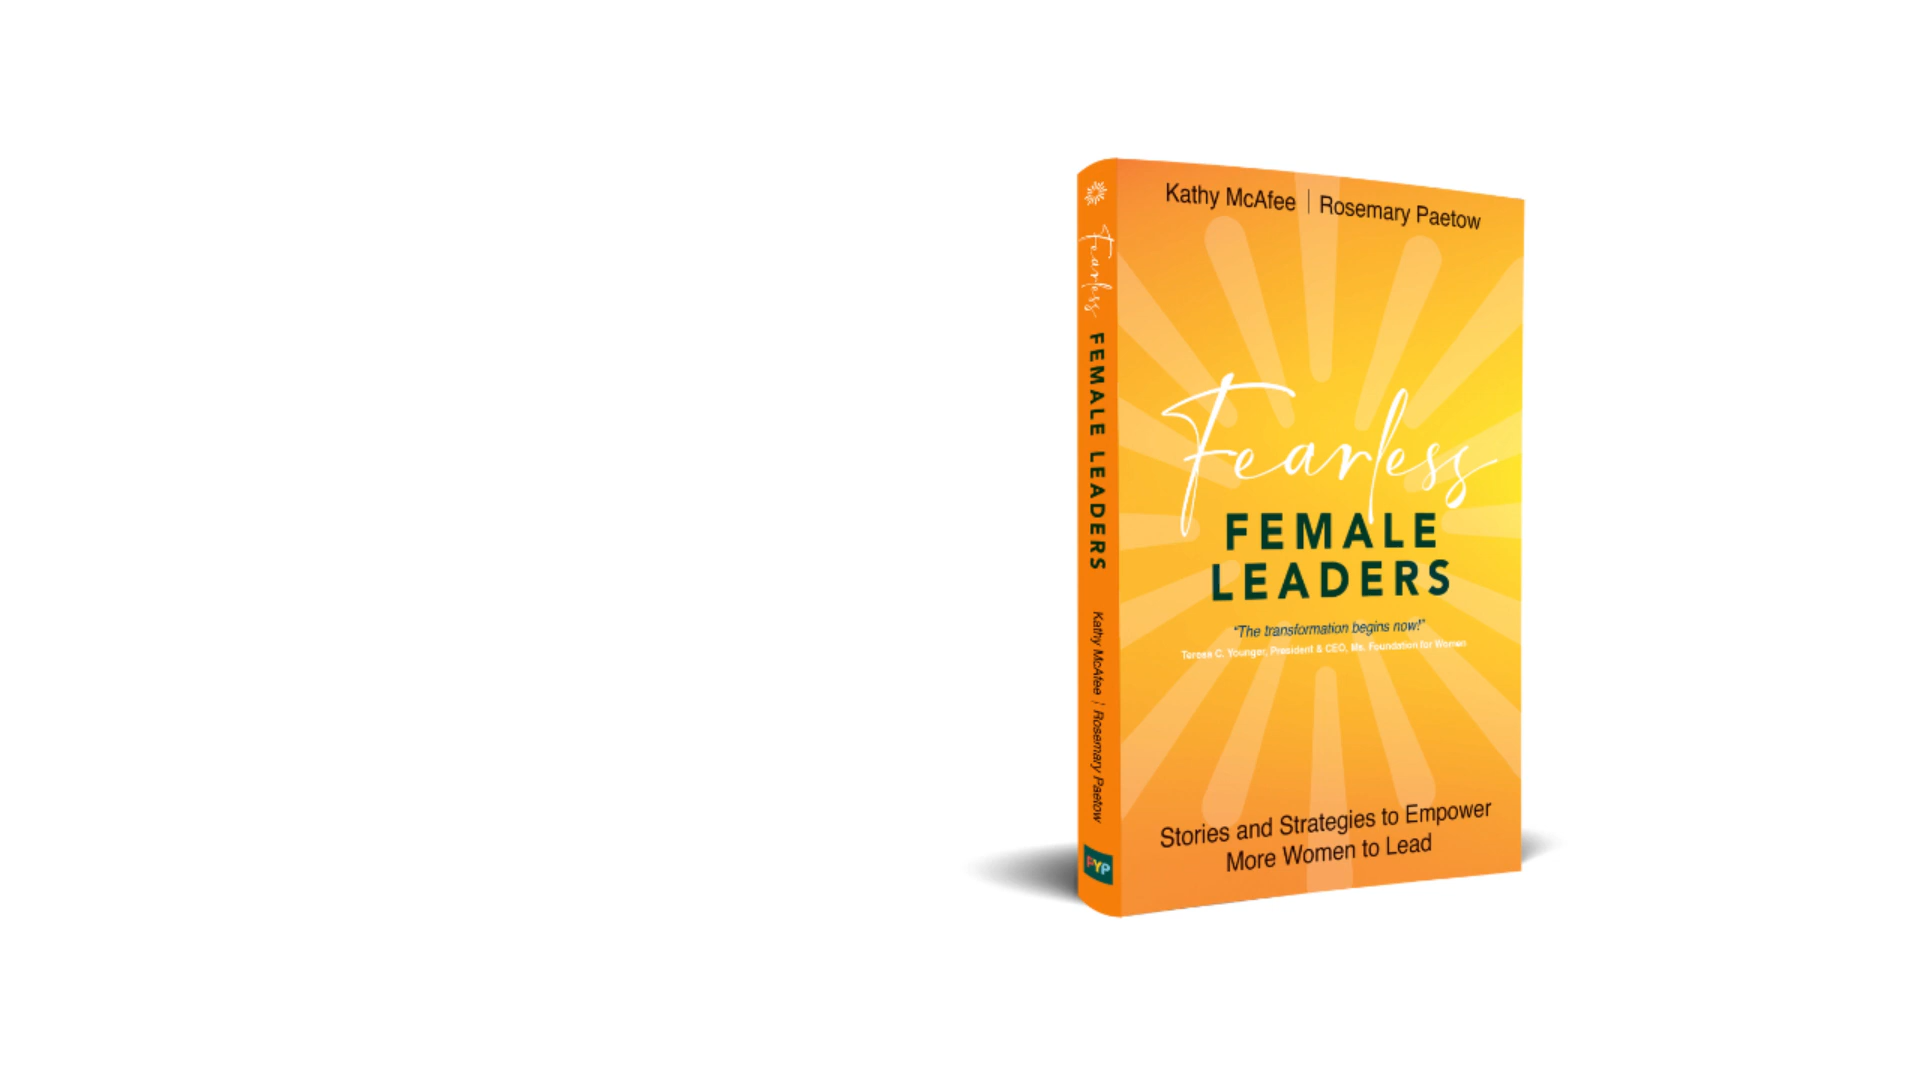 Fearless
FEMALE LEADERS
Kathy McAfee | Rosemary Paetow
PYP
Kathy McAfee | Rosemary Paetow
Fearless
FEMALE
LEADERS
“The transformation begins now!”
Teresa C. Younger, President & CEO, Ms. Foundation for Women
Stories and Strategies to Empower
More Women to Lead